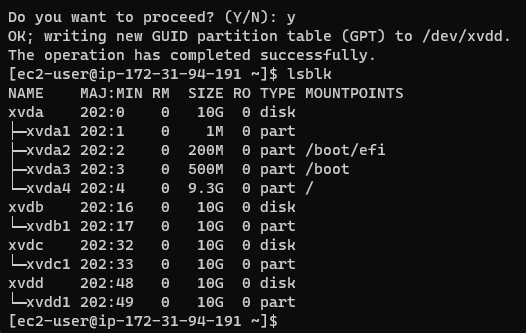 Do you want to proceed? (Y/N): y
OK; writing new GUID partition table (GPT) to /dev/xvdd.
The operation has completed successfully.
[ec2-user@ip-172-31-94-191 ~]$ lsblk
NAME    MAJ:MIN RM  SIZE RO TYPE MOUNTPOINTS
xvda    202:0    0   10G  0 disk
├─xvda1 202:1    0    1M  0 part
├─xvda2 202:2    0  200M  0 part /boot/efi
├─xvda3 202:3    0  500M  0 part /boot
└─xvda4 202:4    0  9.3G  0 part /
xvdb    202:16   0   10G  0 disk
└─xvdb1 202:17   0   10G  0 part
xvdc    202:32   0   10G  0 disk
└─xvdc1 202:33   0   10G  0 part
xvdd    202:48   0   10G  0 disk
└─xvdd1 202:49   0   10G  0 part
[ec2-user@ip-172-31-94-191 ~]$